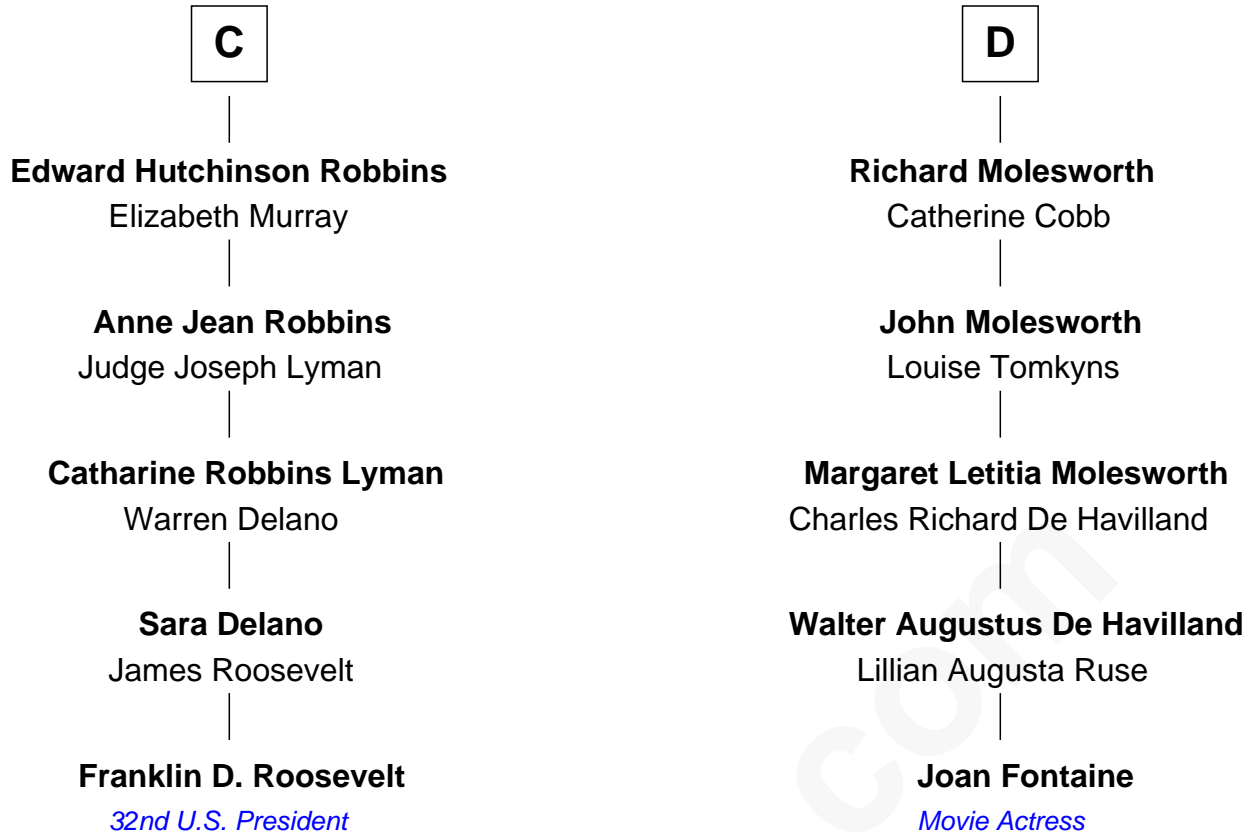 C
Edward Hutchinson Robbins
Elizabeth Murray
Anne Jean Robbins
Judge Joseph Lyman
Catharine Robbins Lyman
Warren Delano
Sara Delano
James Roosevelt
Franklin D. Roosevelt
32nd U.S. President
D
Richard Molesworth
Catherine Cobb
John Molesworth
Louise Tomkyns
Margaret Letitia Molesworth
Charles Richard De Havilland
Walter Augustus De Havilland
Lillian Augusta Ruse
Joan Fontaine
Movie Actress
com